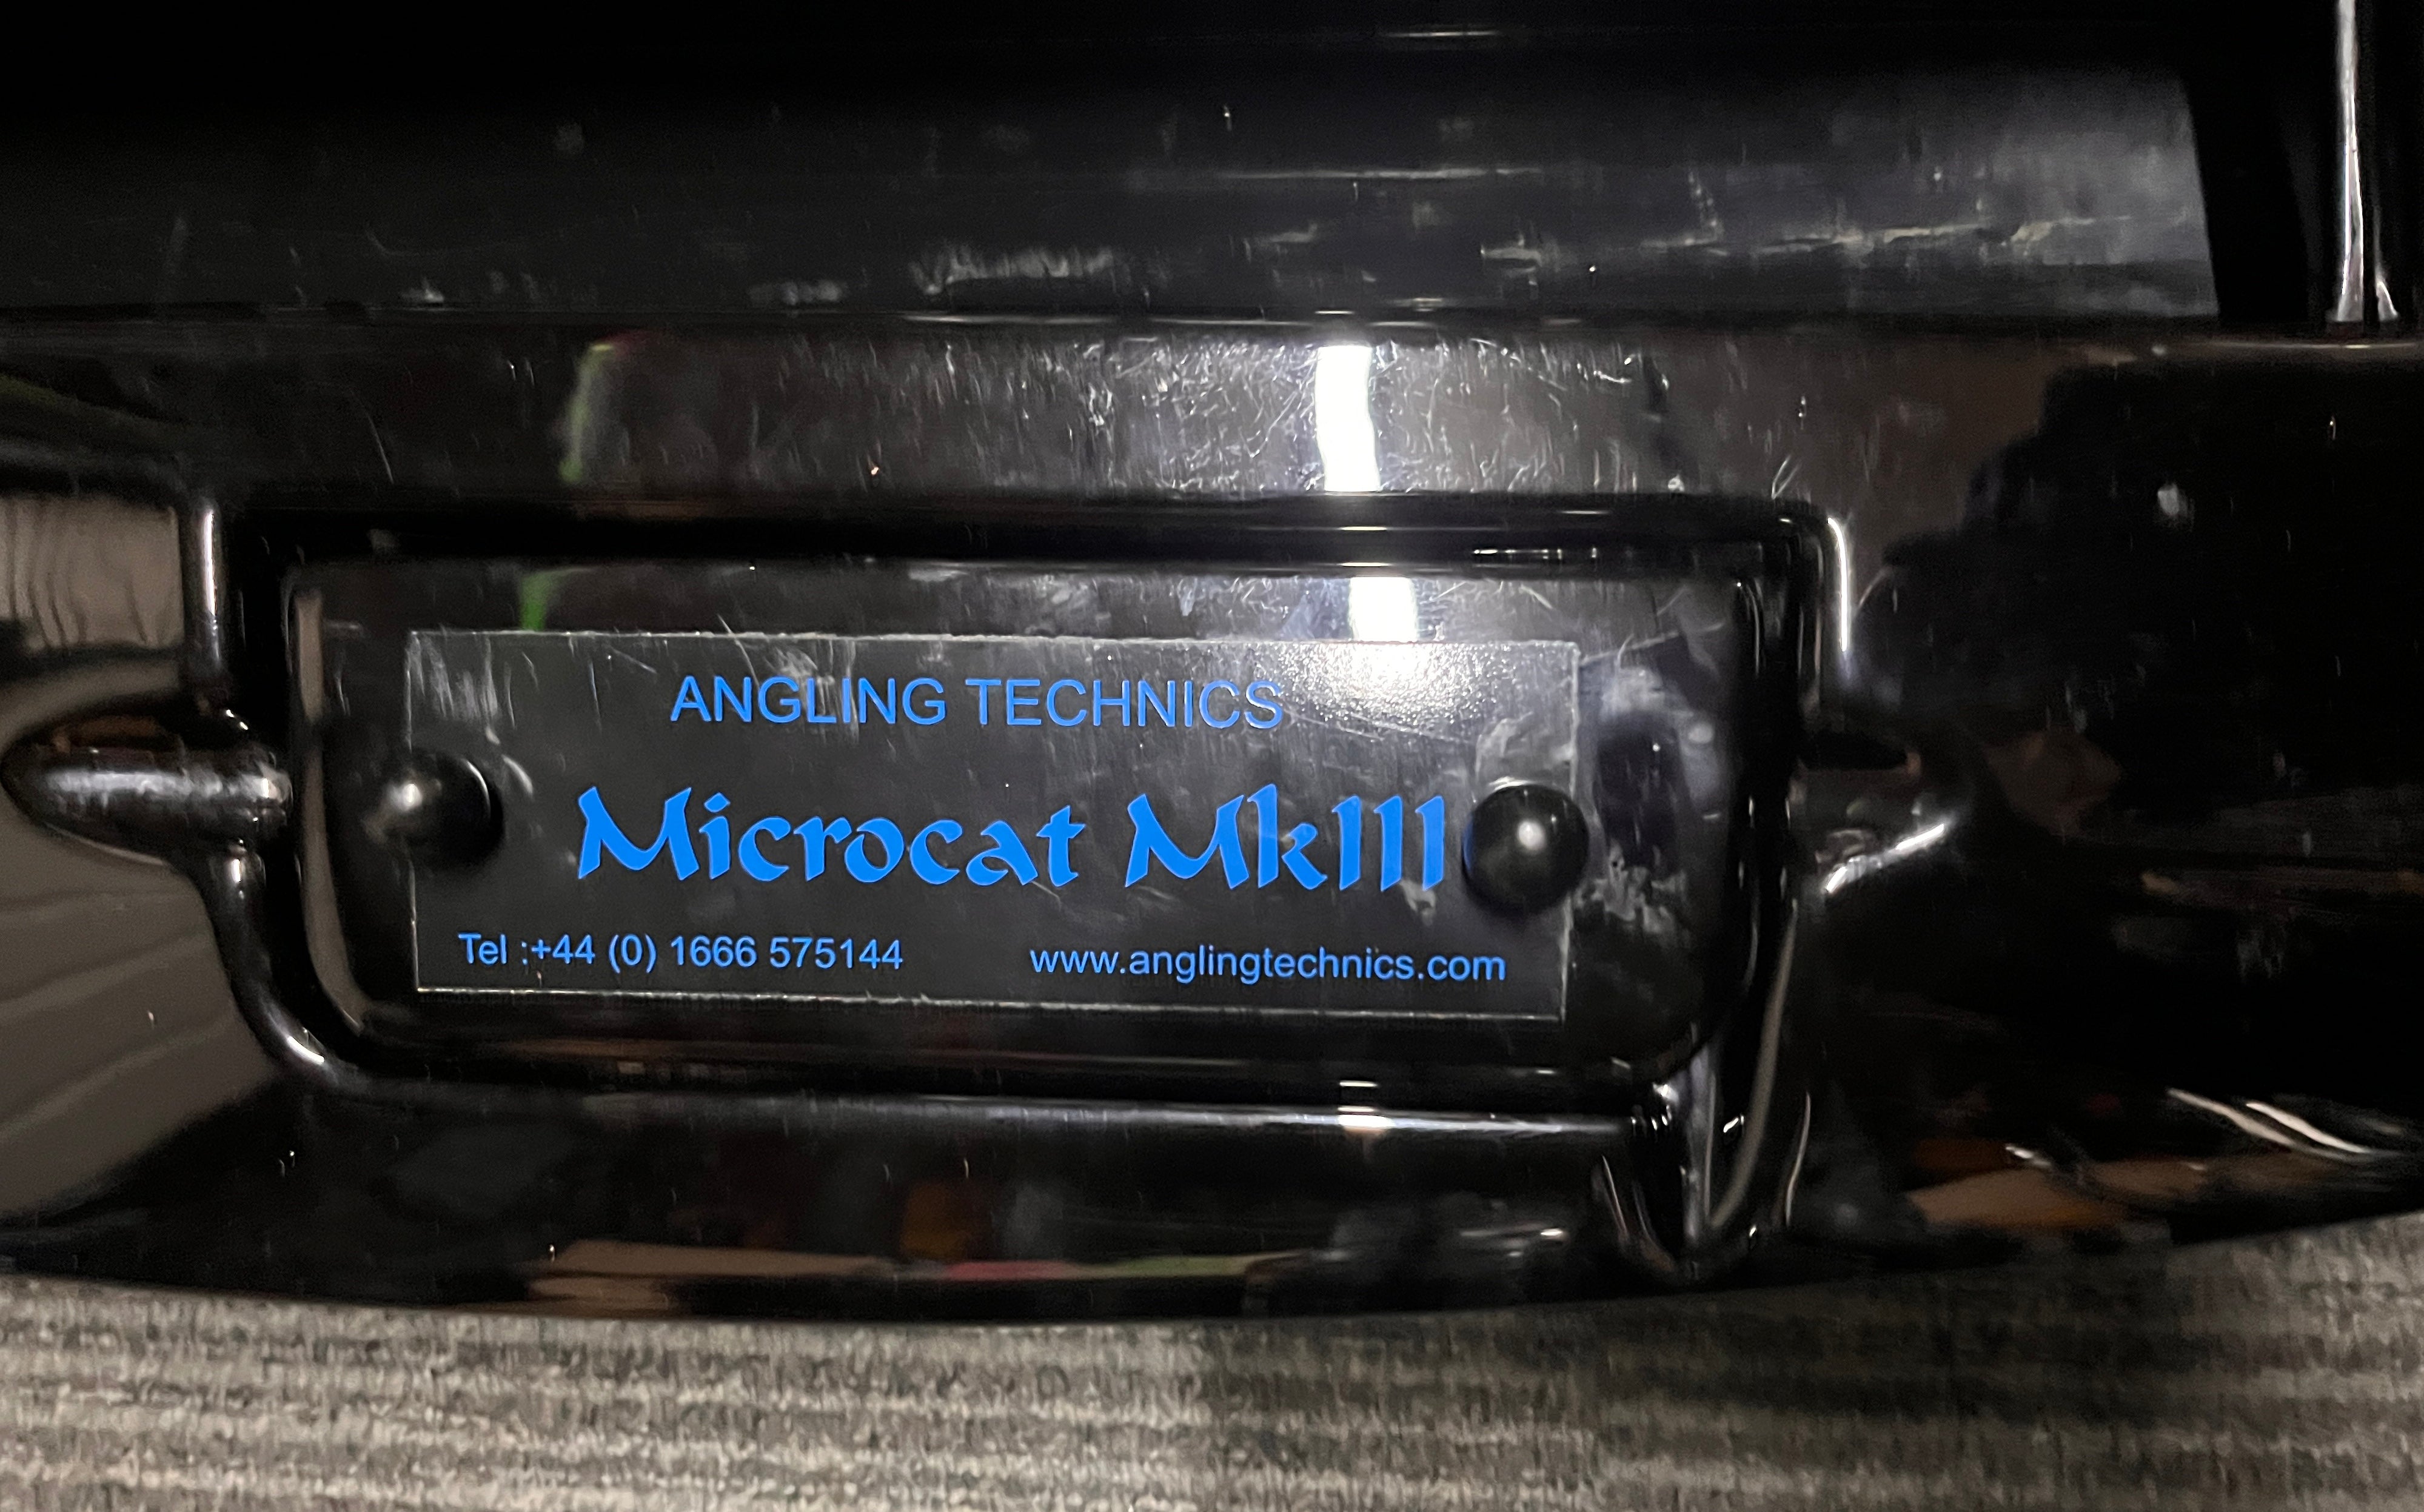 ANGLING TECHNICS
Microcat MkIII
Tel :+44 (0) 1666 575144
www.anglingtechnics.com